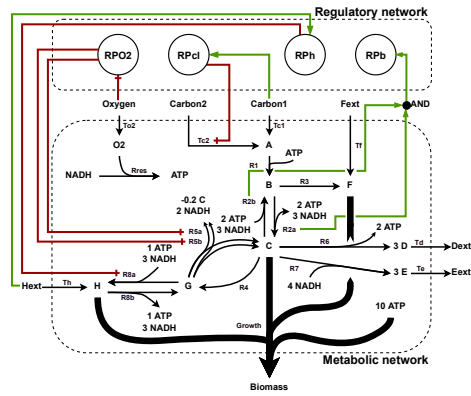 Regulatory network
RPO2 RPcl RPh RPb
Oxygen Carbon2 Carbon1 Fext AND
To2 Tc2 Tc1 Tf
O2 A
R1 ATP
NADH Rres ATP
B R3 F
R2b
-0.2 C
2 NADH
2 ATP
3 NADH
2 ATP
3 NADH
R5a R2a 2 ATP
R5b C R6 3 D Td Dext
1 ATP
3 NADH
R8a R7 3 E Te Eext
Hext Th H G R4 4 NADH
R8b
1 ATP
3 NADH
10 ATP
Growth
Metabolic network
Biomass